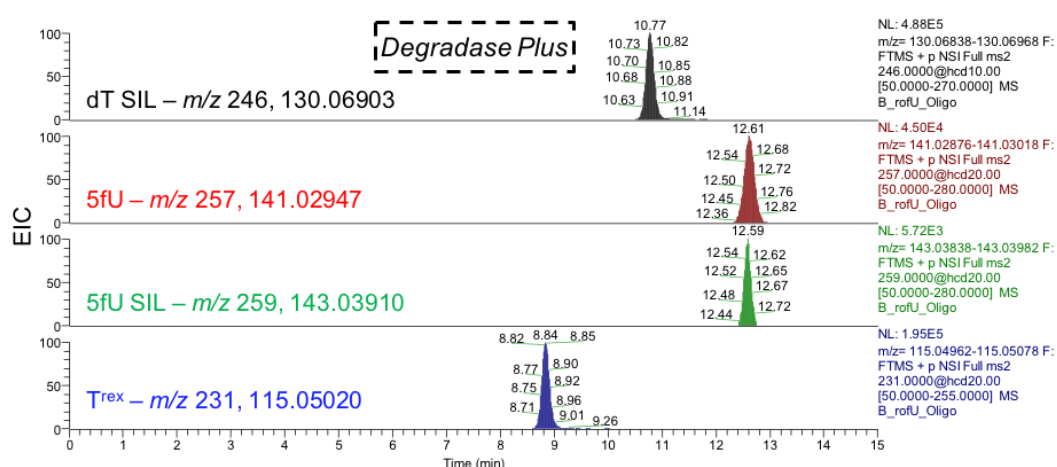 Degradase Plus
EIC
100
50
0
dT SIL – m/z 246, 130.06903
10.77
10.73
10.82
10.70
10.85
10.68
10.88
10.63
10.91
11.14
NL: 4.88E5
m/z= 130.06838-130.06968 F:
FTMS + p NSI Full ms2
246.0000@hcd10.00
[50.0000-270.0000] MS
B_rofU_Oligo
100
50
0
5fU – m/z 257, 141.02947
12.61
12.54
12.68
12.72
12.50
12.45
12.76
12.36
12.82
NL: 4.50E4
m/z= 141.02876-141.03018 F:
FTMS + p NSI Full ms2
257.0000@hcd20.00
[50.0000-280.0000] MS
B_rofU_Oligo
100
50
0
5fU SIL – m/z 259, 143.03910
12.59
12.54
12.62
12.52
12.65
12.67
12.48
12.44
12.72
NL: 5.72E3
m/z= 143.03838-143.03982 F:
FTMS + p NSI Full ms2
259.0000@hcd20.00
[50.0000-280.0000] MS
B_rofU_Oligo
100
50
0
Trex – m/z 231, 115.05020
8.82
8.84
8.85
8.77
8.90
8.75
8.92
8.71
8.96
9.01
9.26
NL: 1.95E5
m/z= 115.04962-115.05078 F:
FTMS + p NSI Full ms2
231.0000@hcd20.00
[50.0000-255.0000] MS
B_rofU_Oligo
0 1 2 3 4 5 6 7 8 9 10 11 12 13 14 15
Time (min)